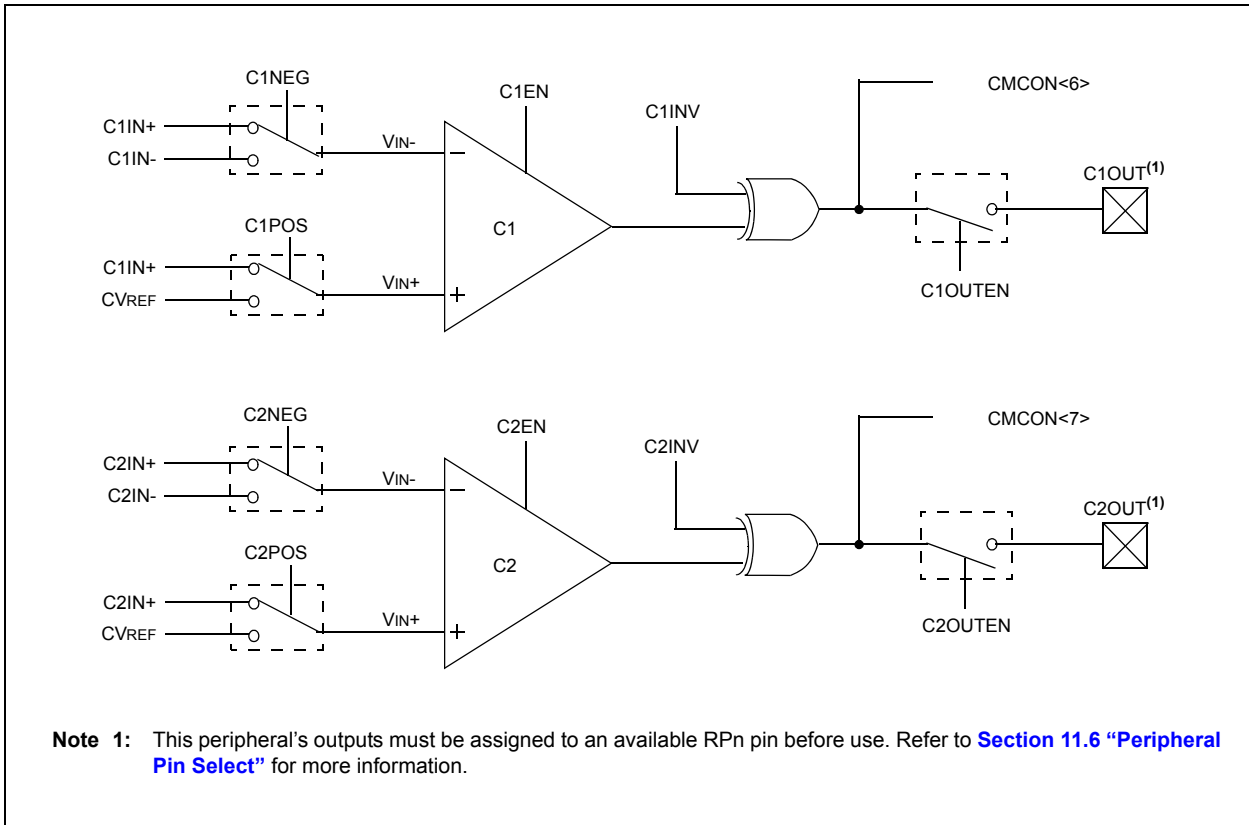 C1NEG
C1EN
C1INV
CMCON<6>
C1IN+
C1IN-
VIN-
−
C1OUT(1)
C1POS
C1
C1IN+
CVREF
VIN+
+
C1OUTEN
C2NEG
C2EN
C2INV
CMCON<7>
C2IN+
C2IN-
VIN-
−
C2OUT(1)
C2POS
C2
C2IN+
CVREF
VIN+
+
C2OUTEN
Note 1: This peripheral’s outputs must be assigned to an available RPn pin before use. Refer to Section 11.6 “Peripheral
Pin Select” for more information.